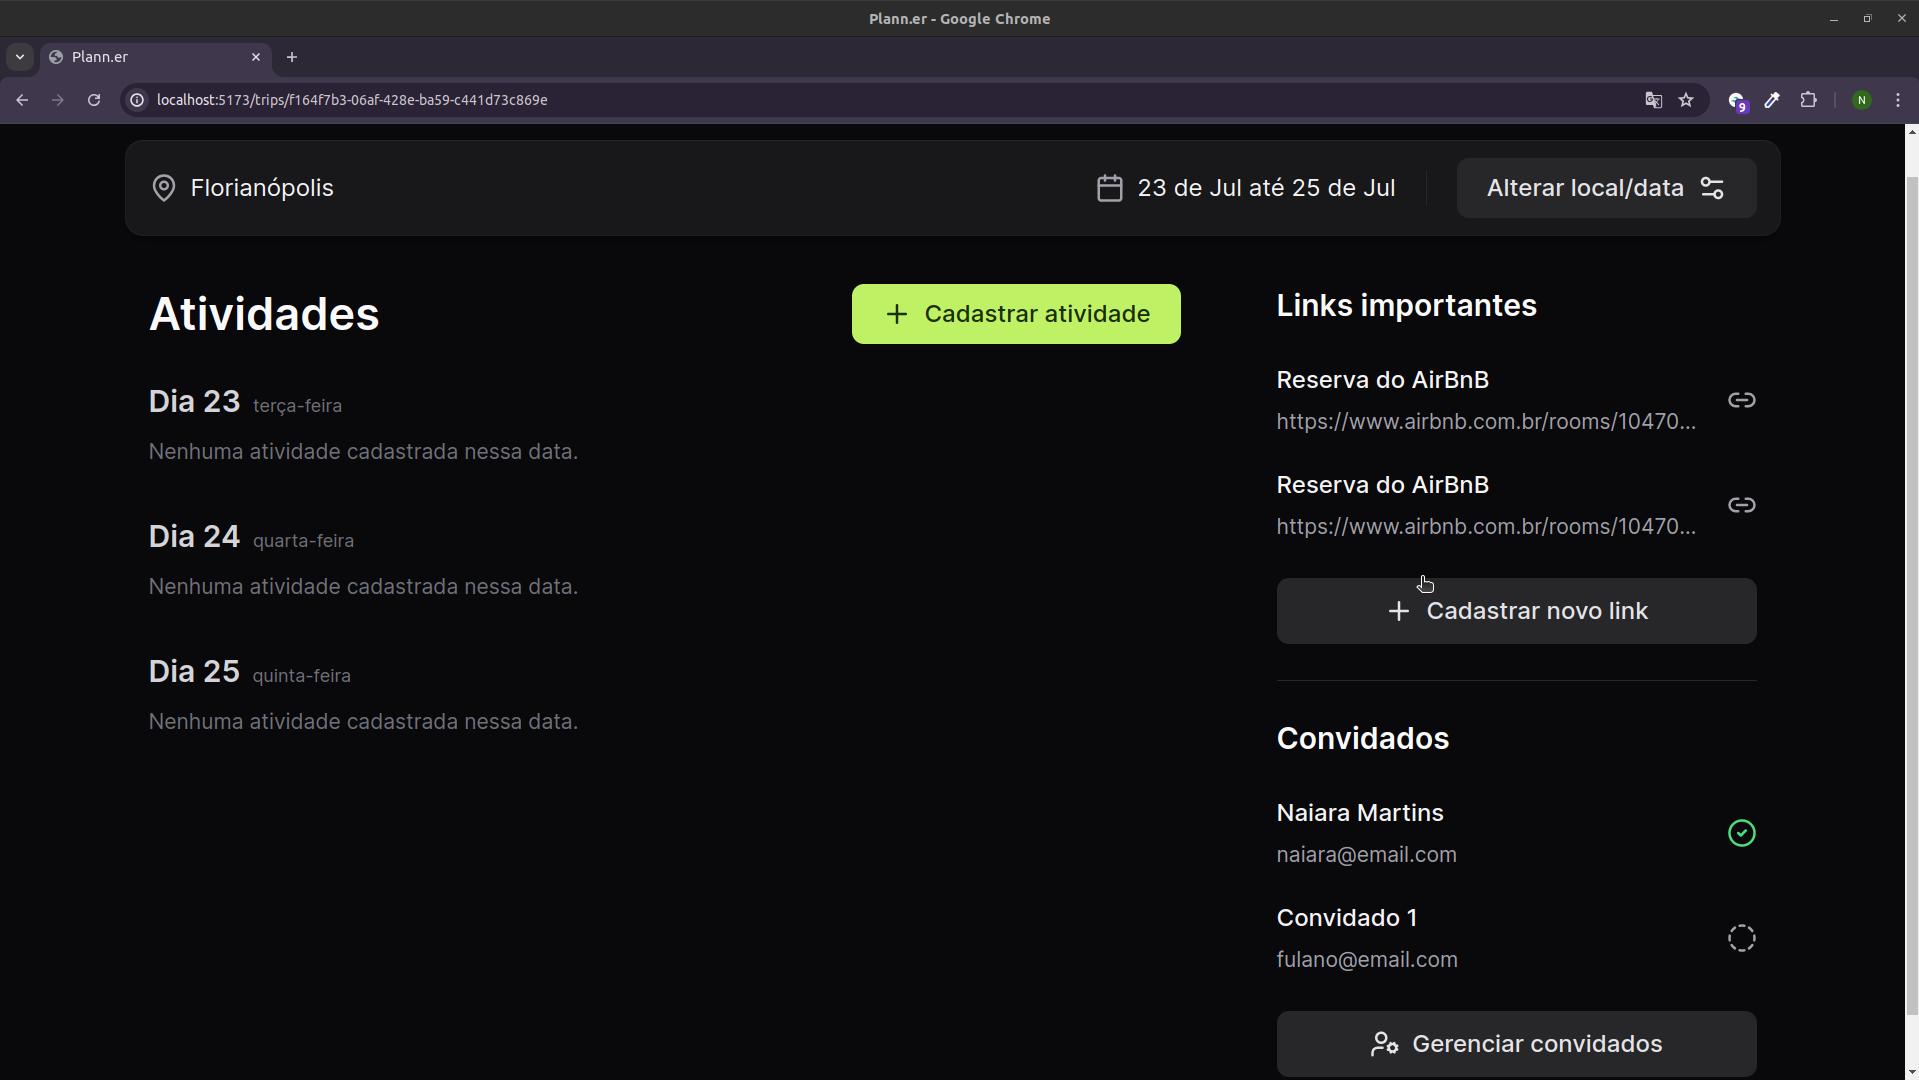 Plann.er - Google Chrome
Plann.er
localhost:5173/trips/f164f7b3-06af-428e-ba59-c441d73c869e
9
N
Florianópolis
23 de Jul até 25 de Jul
Alterar local/data
Atividades
Cadastrar atividade
Dia 23 terça-feira
Nenhuma atividade cadastrada nessa data.
Dia 24 quarta-feira
Nenhuma atividade cadastrada nessa data.
Dia 25 quinta-feira
Nenhuma atividade cadastrada nessa data.
Links importantes
Reserva do AirBnB
https://www.airbnb.com.br/rooms/10470...
Reserva do AirBnB
https://www.airbnb.com.br/rooms/10470...
Cadastrar novo link
Convidados
Naiara Martins
naiara@email.com
Convidado 1
fulano@email.com
Gerenciar convidados